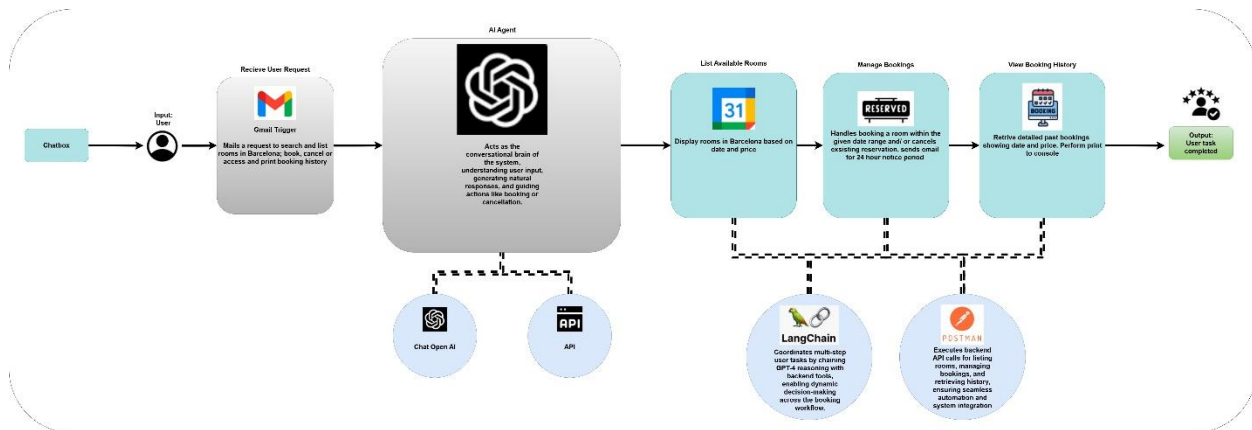 AI Agent
Recieve User Request
List Available Rooms
Manage Bookings
View Booking History
Chatbox
Input:
User
Gmail Trigger
Mails a request to search and list
rooms in Barcelona; book, cancel or
access and print booking history
Acts as the
conversational brain of
the system,
understanding user input,
generating natural
responses, and guiding
actions like booking or
cancellation.
31
Display rooms in Barcelona based on
date and price
RESERVED
Handles booking a room within the
given date range and/ or cancels
exsisting reservation. sends email
for 24 hour notice period
BOOKING
Retrive detailed past bookings
showing date and price. Perform print
to console
Output:
User task
completed
Chat Open AI
API
API
LangChain
Coordinates multi-step
user tasks by chaining
GPT-4 reasoning with
backend tools,
enabling dynamic
decision-making
across the booking
workflow.
POSTMAN
Executes backend
API calls for listing
rooms, managing
bookings, and
retrieving history,
ensuring seamless
automation and
system integration